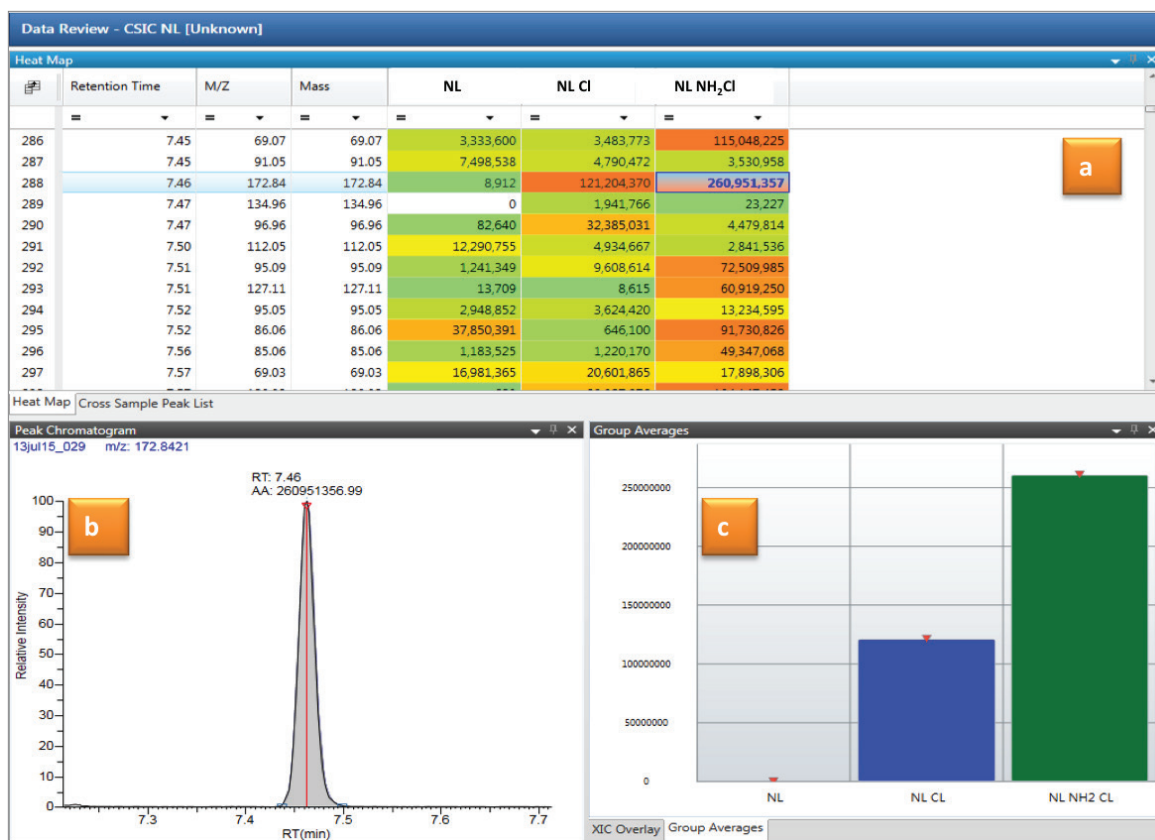 Data Review - CSIC NL [Unknown]
Heat Map
Retention Time M/Z Mass NL NL Cl NL NH₂Cl
= = = = = =
286 7.45 69.07 69.07 3,333,600 3,483,773 115,048,225
287 7.45 91.05 91.05 7,498,538 4,790,472 3,530,958
288 7.46 172.84 172.84 8,912 121,204,370 260,951,357
289 7.47 134.96 134.96 0 1,941,766 23,227
290 7.47 96.96 96.96 82,640 32,385,031 4,479,814
291 7.50 112.05 112.05 12,290,755 4,934,667 2,841,536
292 7.51 95.09 95.09 1,241,349 9,608,614 72,509,985
293 7.51 127.11 127.11 13,709 8,615 60,919,250
294 7.52 95.05 95.05 2,948,852 3,624,420 13,234,595
295 7.52 86.06 86.06 37,850,391 646,100 91,730,826
296 7.56 85.06 85.06 1,183,525 1,220,170 49,347,068
297 7.57 69.03 69.03 16,981,365 20,601,865 17,898,306
a
Heat Map Cross Sample Peak List
Peak Chromatogram
13jul15_029 m/z: 172.8421
RT: 7.46
AA: 260951356.99
100
90
80
70
60
50
40
30
20
10
0
Relative Intensity
7.3 7.4 7.5 7.6 7.7
RT(min)
b
Group Averages
250000000
200000000
150000000
100000000
50000000
0
NL NL CL NL NH2 CL
c
XIC Overlay Group Averages